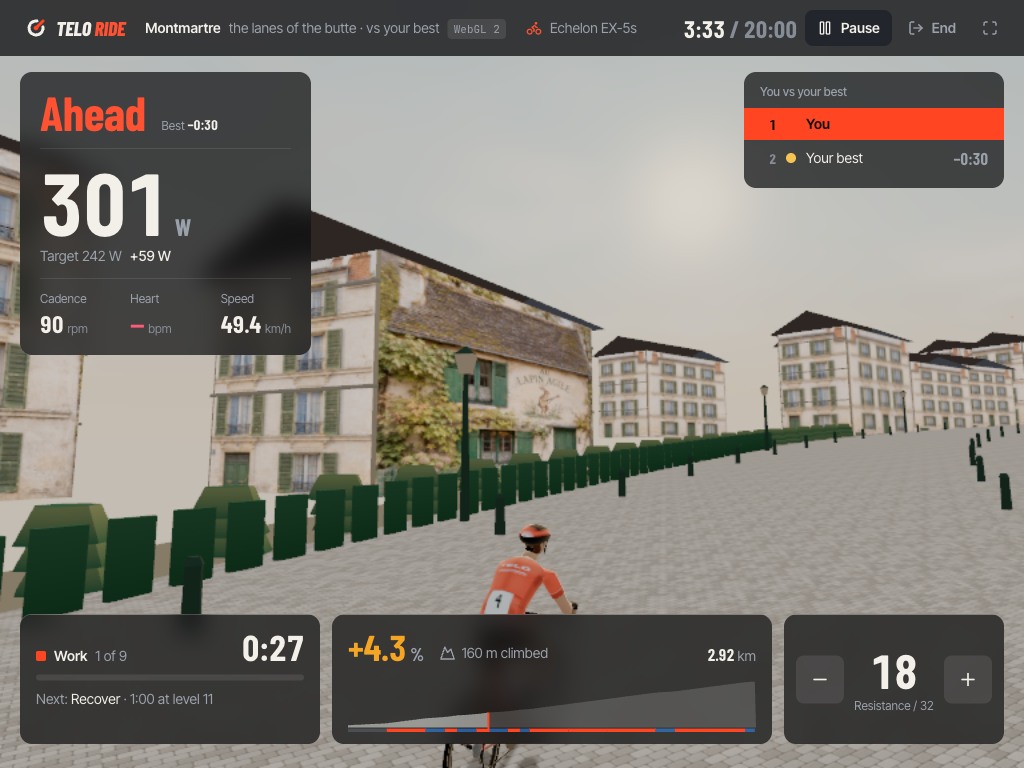 TELO RIDE
Montmartre the lanes of the butte · vs your best WebGL 2
Echelon EX-5s
3:33 / 20:00
Pause
End
Ahead Best −0:30
301 W
Target 242 W +59 W
Cadence Heart Speed
90 rpm — bpm 49.4 km/h
You vs your best
1 You
2 Your best −0:30
AU
LAPIN AGILE
4
Work 1 of 9 0:27
Next: Recover · 1:00 at level 11
+4.3 % 160 m climbed 2.92 km
− 18 +
Resistance / 32